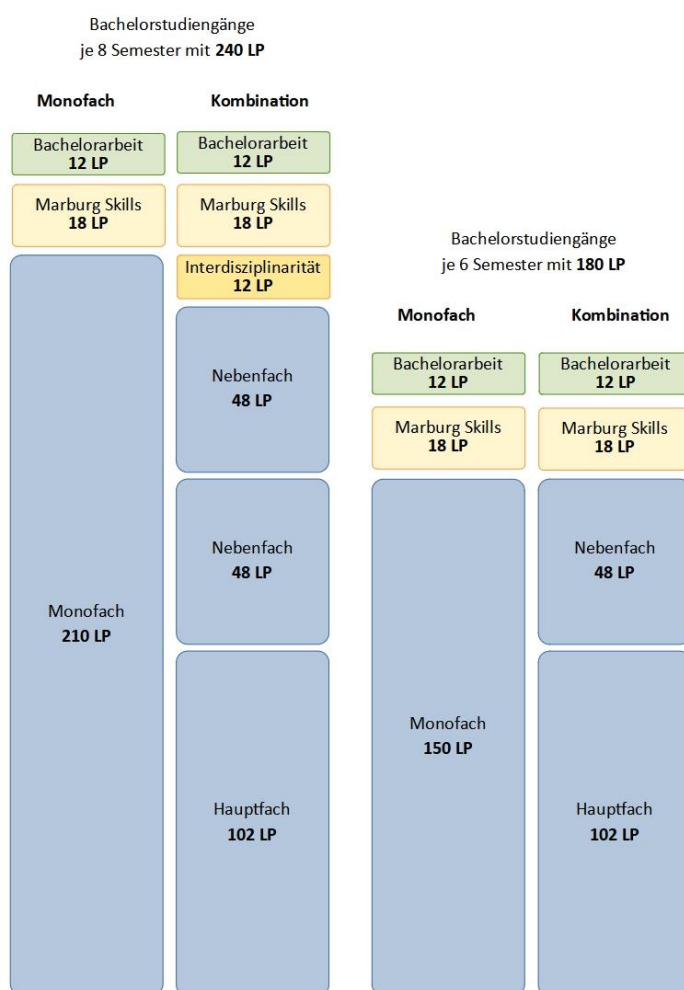 Bachelorstudiengänge
je 8 Semester mit 240 LP
Monofach
Bachelorarbeit
12 LP
Marburg Skills
18 LP
Monofach
210 LP
Kombination
Bachelorarbeit
12 LP
Marburg Skills
18 LP
Interdisziplinarität
12 LP
Nebenfach
48 LP
Nebenfach
48 LP
Hauptfach
102 LP
Bachelorstudiengänge
je 6 Semester mit 180 LP
Monofach
Bachelorarbeit
12 LP
Marburg Skills
18 LP
Monofach
150 LP
Kombination
Bachelorarbeit
12 LP
Marburg Skills
18 LP
Nebenfach
48 LP
Hauptfach
102 LP